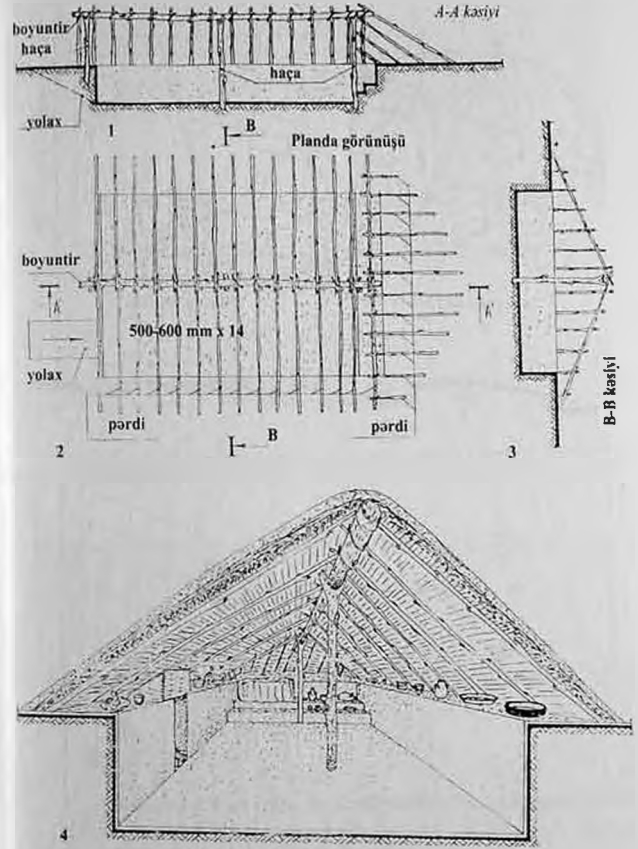 A-A kəsiyi
boyuntir
haça
haça
yolax
1
B
Planda görünüşü
boyuntir
A
A
500-600 mm x 14
yolax
pərdi
pərdi
B
2
3
B-B kəsiyi
4